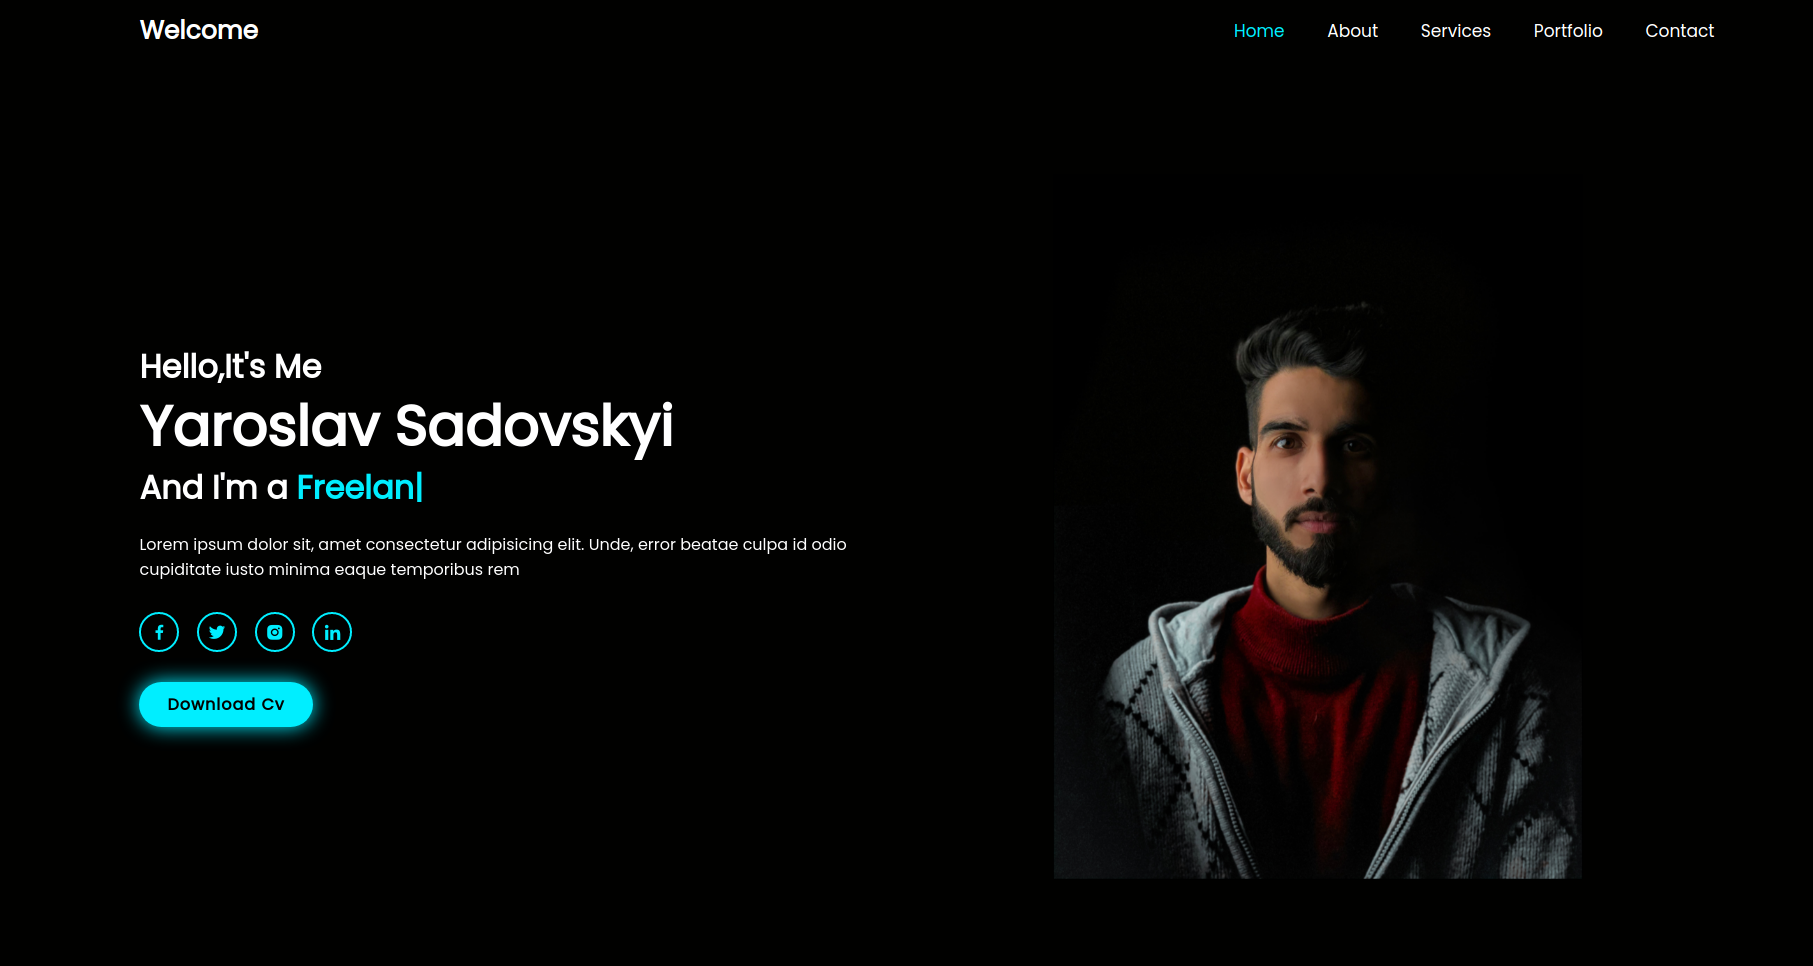 Welcome
Home About Services Portfolio Contact
Hello,It's Me
Yaroslav Sadovskyi
And I'm a Freelan|
Lorem ipsum dolor sit, amet consectetur adipisicing elit. Unde, error beatae culpa id odio
cupiditate iusto minima eaque temporibus rem
Download Cv